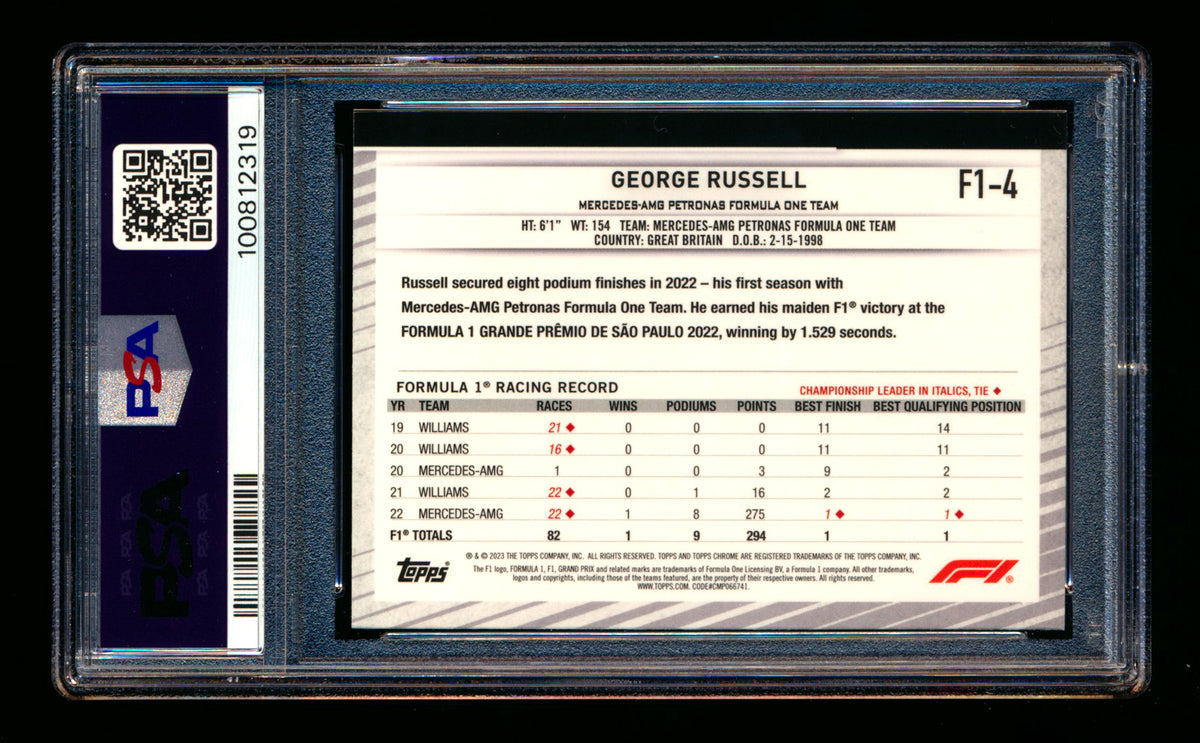 100812319
PSA
PSA
GEORGE RUSSELL
F1-4
MERCEDES-AMG PETRONAS FORMULA ONE TEAM
HT: 6'1" WT: 154 TEAM: MERCEDES-AMG PETRONAS FORMULA ONE TEAM
COUNTRY: GREAT BRITAIN D.O.B.: 2-15-1998
Russell secured eight podium finishes in 2022 – his first season with
Mercedes-AMG Petronas Formula One Team. He earned his maiden F1® victory at the
FORMULA 1 GRANDE PRÊMIO DE SÃO PAULO 2022, winning by 1.529 seconds.
FORMULA 1® RACING RECORD CHAMPIONSHIP LEADER IN ITALICS, TIE ♦
YR TEAM RACES WINS PODIUMS POINTS BEST FINISH BEST QUALIFYING POSITION
19 WILLIAMS 21 ♦ 0 0 0 11 14
20 WILLIAMS 16 ♦ 0 0 0 11 11
20 MERCEDES-AMG 1 0 0 3 9 2
21 WILLIAMS 22 ♦ 0 1 16 2 2
22 MERCEDES-AMG 22 ♦ 1 8 275 1 ♦ 1 ♦
F1® TOTALS 82 1 9 294 1 1
® & © 2023 THE TOPPS COMPANY, INC. ALL RIGHTS RESERVED. TOPPS AND TOPPS CHROME ARE REGISTERED TRADEMARKS OF THE TOPPS COMPANY, INC.
The F1 logo, FORMULA 1, F1, GRAND PRIX and related marks are trademarks of Formula One Licensing BV, a Formula 1 company. All other trademarks,
logos and copyrights, including those of the teams featured, are the property of their respective owners. All rights reserved.
WWW.TOPPS.COM. CODE#CMP066741.
topps®
F1®